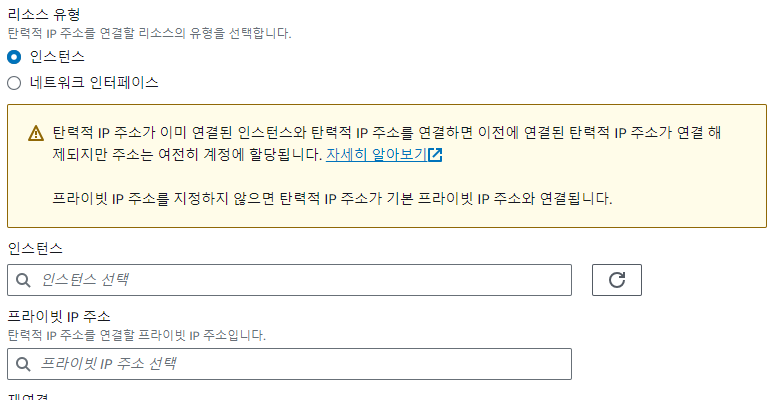 리소스 유형
탄력적 IP 주소를 연결할 리소스의 유형을 선택합니다.
인스턴스
네트워크 인터페이스
탄력적 IP 주소가 이미 연결된 인스턴스와 탄력적 IP 주소를 연결하면 이전에 연결된 탄력적 IP 주소가 연결 해
제되지만 주소는 여전히 계정에 할당됩니다. 자세히 알아보기
프라이빗 IP 주소를 지정하지 않으면 탄력적 IP 주소가 기본 프라이빗 IP 주소와 연결됩니다.
인스턴스
인스턴스 선택
프라이빗 IP 주소
탄력적 IP 주소를 연결할 프라이빗 IP 주소입니다.
프라이빗 IP 주소 선택
재연결